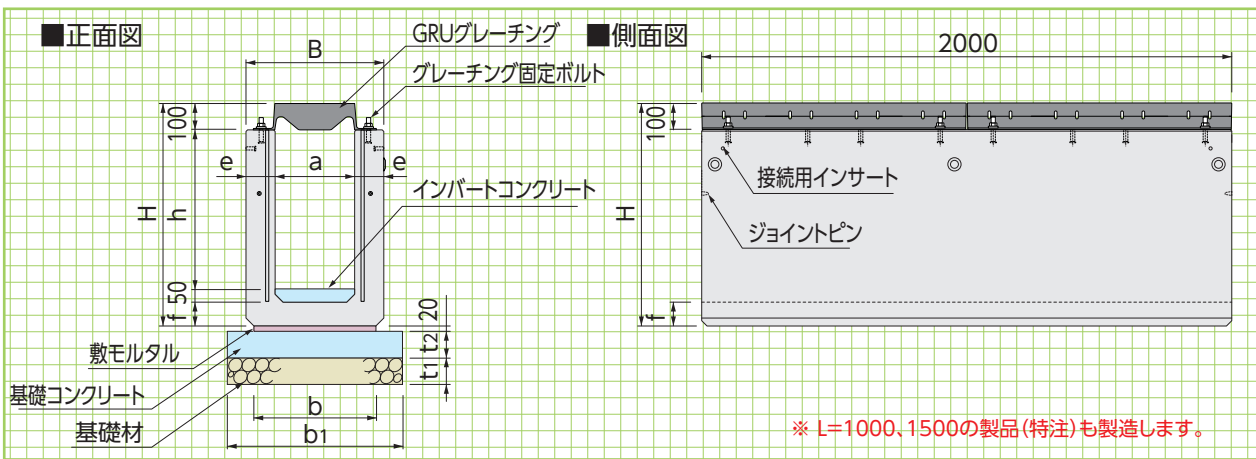 ■正面図
GRUグレーチング
B
グレーチング固定ボルト
100
e
a
e
H
h
インバートコンクリート
50
f
20
敷モルタル
t2
基礎コンクリート
t1
基礎材
b
b1
■側面図
2000
100
接続用インサート
H
ジョイントピン
f
※ L=1000、1500の製品(特注)も製造します。